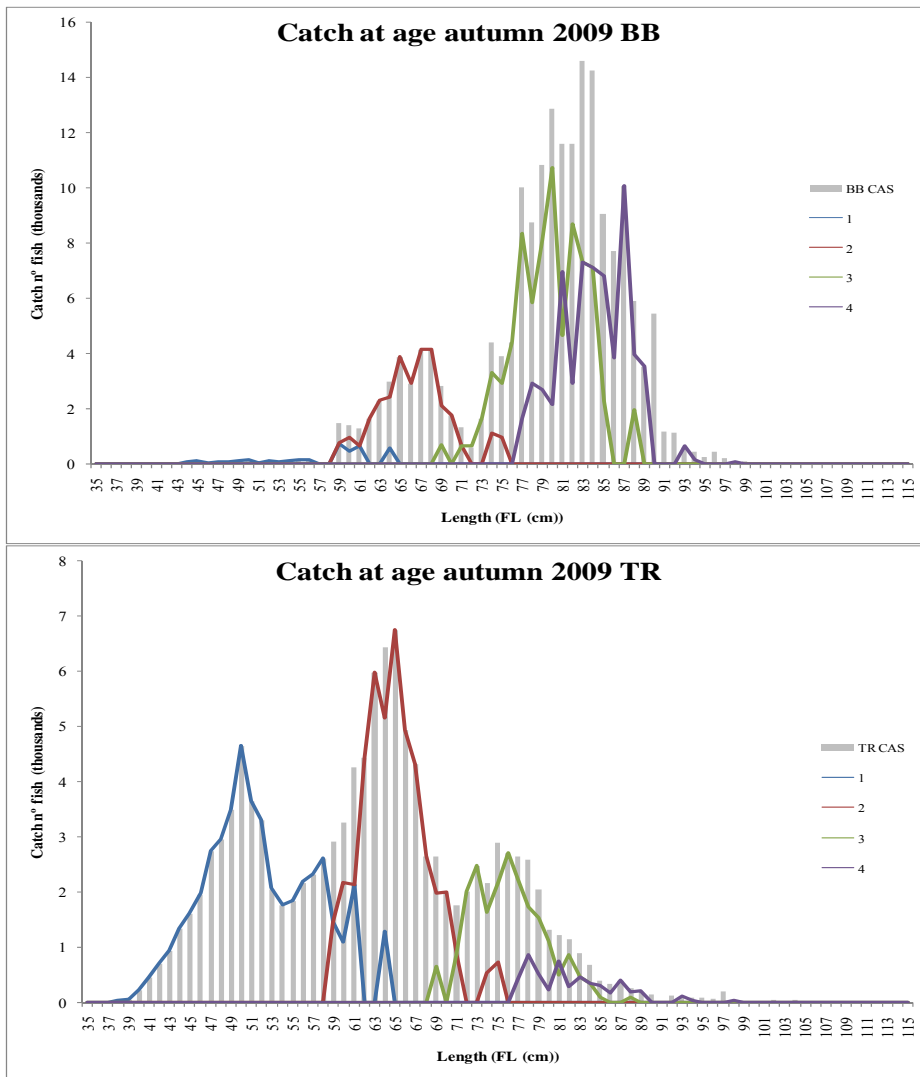 Catch at age autumn 2009 BB
16
14
12
10
8
6
4
2
0
Catch nº fish (thousands)
35 37 39 41 43 45 47 49 51 53 55 57 59 61 63 65 67 69 71 73 75 77 79 81 83 85 87 89 91 93 95 97 99 101 103 105 107 109 111 113 115
Length (FL (cm))
BB CAS
1
2
3
4
Catch at age autumn 2009 TR
8
7
6
5
4
3
2
1
0
Catch nº fish (thousands)
35 37 39 41 43 45 47 49 51 53 55 57 59 61 63 65 67 69 71 73 75 77 79 81 83 85 87 89 91 93 95 97 99 101 103 105 107 109 111 113 115
Length (FL (cm))
TR CAS
1
2
3
4